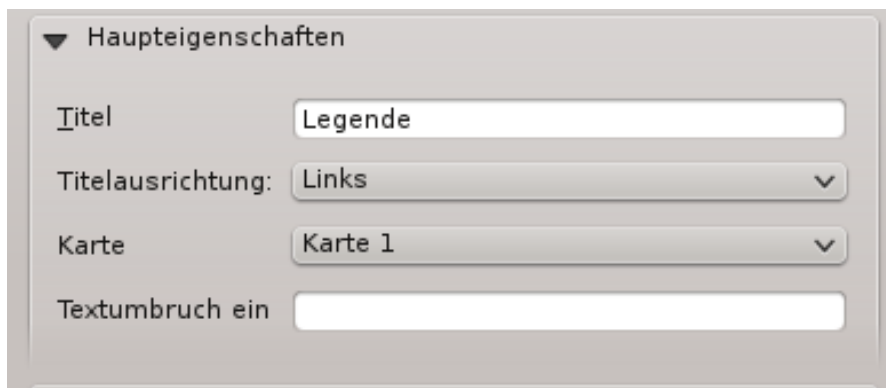 Haupteigenschaften
Titel Legende
Titelausrichtung: Links
Karte Karte 1
Textumbruch ein